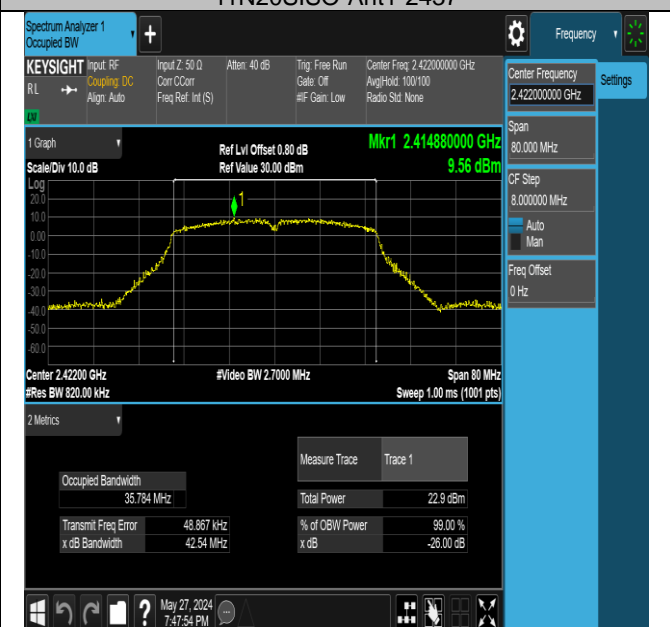 11N20SISO-Ant1-2437
Spectrum Analyzer 1
Occupied BW
Frequency
KEYSIGHT
RL
LXI
Input: RF
Coupling: DC
Align: Auto
Input Z: 50 Ω
Corr CCorr
Freq Ref: Int (S)
Atten: 40 dB
Trig: Free Run
Gate: Off
#IF Gain: Low
Center Freq: 2.422000000 GHz
Avg|Hold: 100/100
Radio Std: None
Center Frequency
2.422000000 GHz
Settings
Span
80.000 MHz
CF Step
8.000000 MHz
Auto
Man
Freq Offset
0 Hz
1 Graph
Scale/Div 10.0 dB
Ref Lvl Offset 0.80 dB
Ref Value 30.00 dBm
Mkr1 2.414880000 GHz
9.56 dBm
Log
20.0
10.0
0.00
-10.0
-20.0
-30.0
-40.0
-50.0
-60.0
1
Center 2.42200 GHz
#Res BW 820.00 kHz
#Video BW 2.7000 MHz
Span 80 MHz
Sweep 1.00 ms (1001 pts)
2 Metrics
Measure Trace Trace 1
Occupied Bandwidth
35.784 MHz
Total Power 22.9 dBm
Transmit Freq Error 48.867 kHz
% of OBW Power 99.00 %
x dB Bandwidth 42.54 MHz
x dB -26.00 dB
?
May 27, 2024
7:47:54 PM